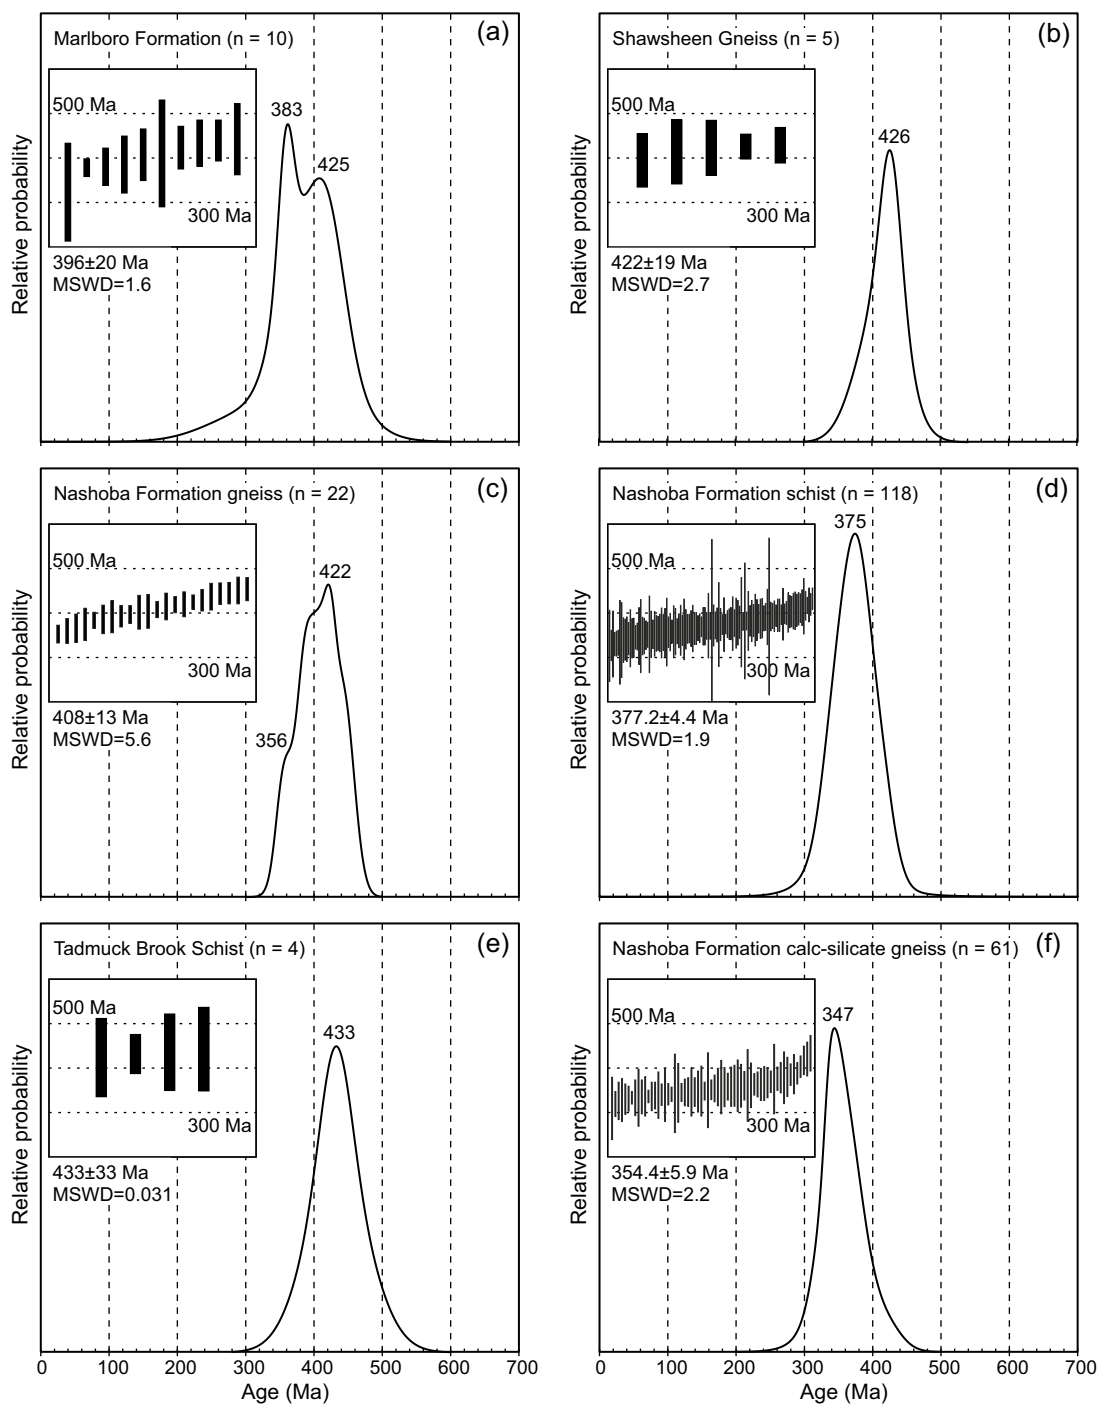 Marlboro Formation (n = 10)
(a)
500 Ma
300 Ma
383
425
396±20 Ma
MSWD=1.6
Relative probability
Shawsheen Gneiss (n = 5)
(b)
500 Ma
300 Ma
426
422±19 Ma
MSWD=2.7
Relative probability
Nashoba Formation gneiss (n = 22)
(c)
500 Ma
300 Ma
422
356
408±13 Ma
MSWD=5.6
Relative probability
Nashoba Formation schist (n = 118)
(d)
375
500 Ma
300 Ma
377.2±4.4 Ma
MSWD=1.9
Relative probability
Tadmuck Brook Schist (n = 4)
(e)
500 Ma
300 Ma
433
433±33 Ma
MSWD=0.031
Relative probability
0 100 200 300 400 500 600 700
Age (Ma)
Nashoba Formation calc-silicate gneiss (n = 61)
(f)
500 Ma
300 Ma
347
354.4±5.9 Ma
MSWD=2.2
Relative probability
0 100 200 300 400 500 600 700
Age (Ma)